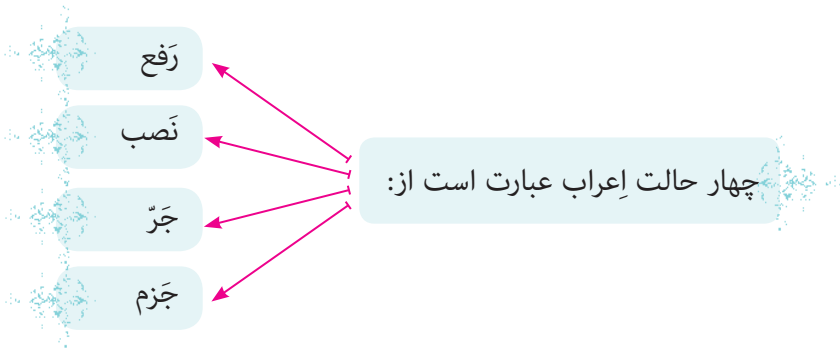 چهار حالت اِعراب عبارت است از:
رَفع
نَصب
جَرّ
جَزم